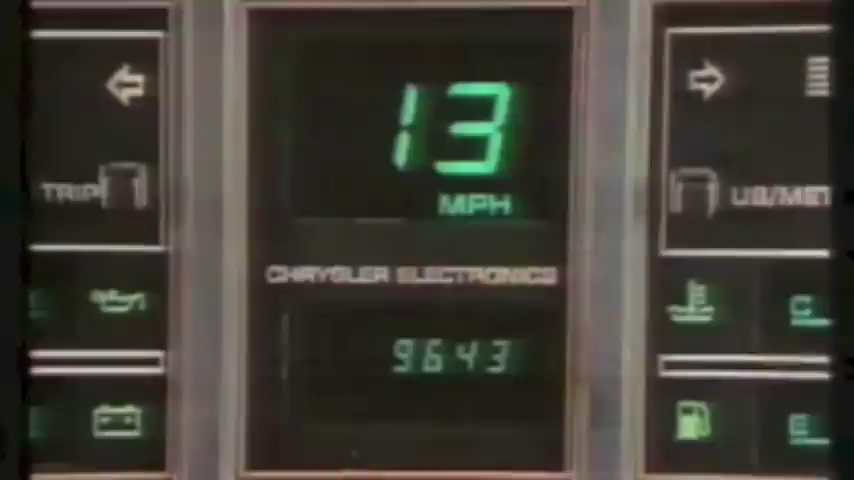 13
MPH
TRIP
US/MET
CHRYSLER ELECTRONICS
C
9643
E